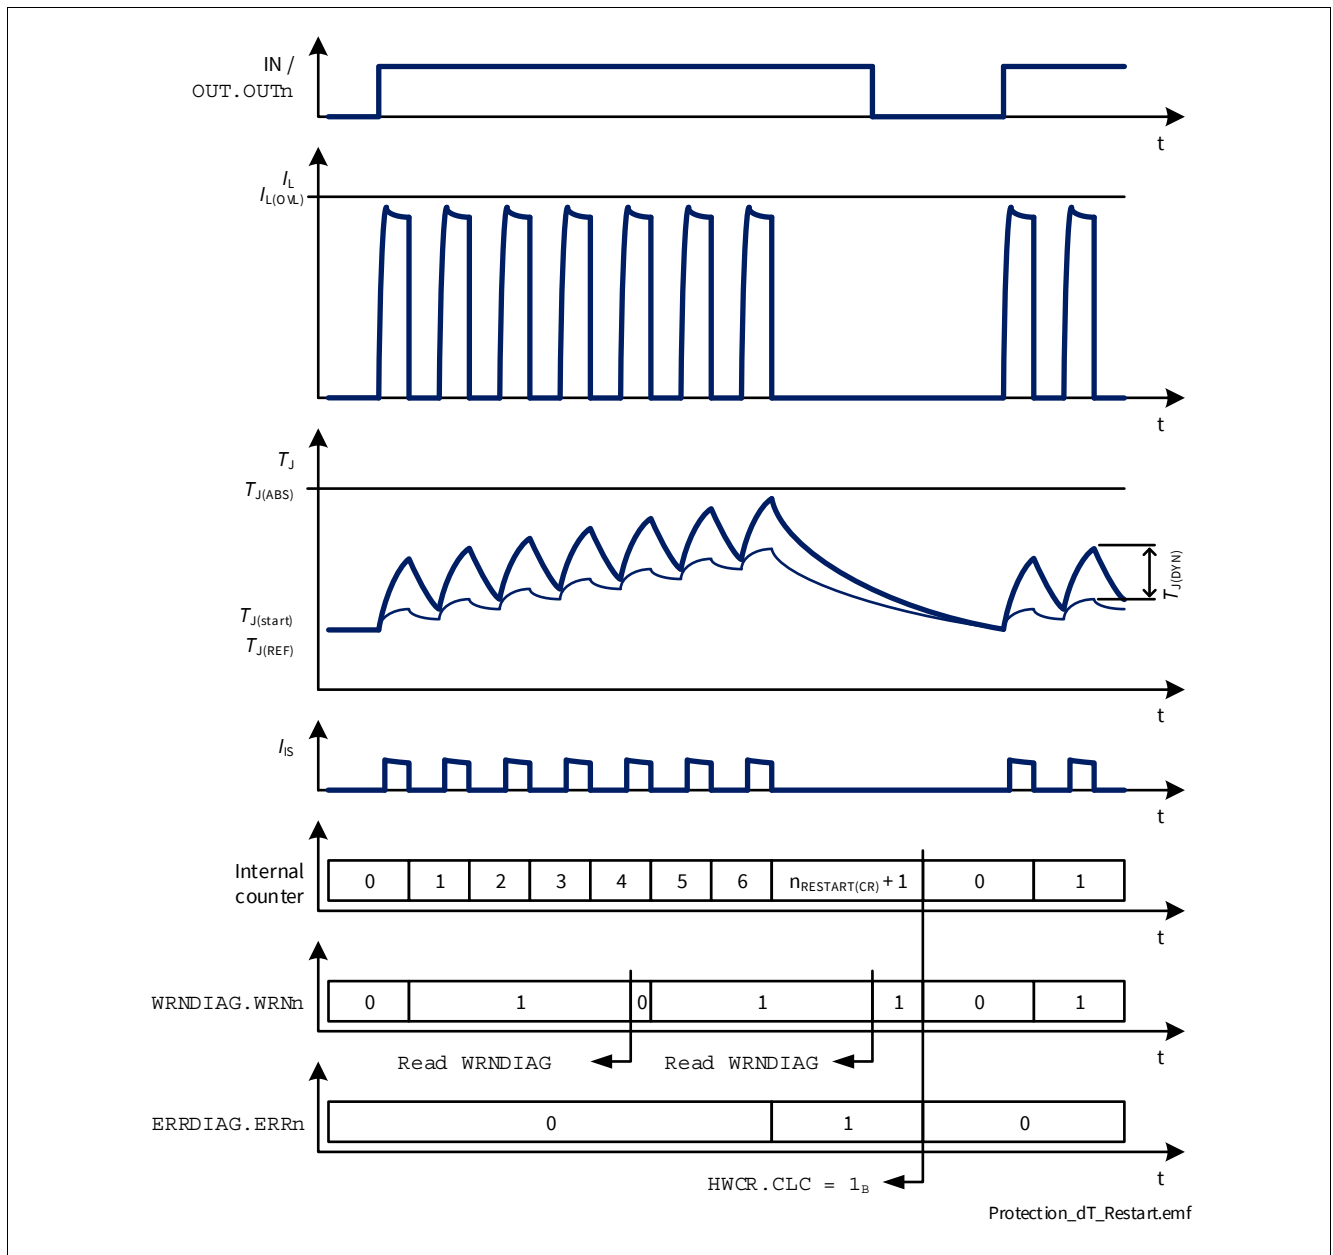 IN /
OUT.OUTn
t
IL
IL(OVL)
t
TJ
TJ(ABS)
TJ(start)
TJ(REF)
TJ(DYN)
t
IIS
t
Internal
counter
0 1 2 3 4 5 6 nRESTART(CR) + 1 0 1
t
WRNDIAG.WRNn
0 1 0 1 1 0 1
Read WRNDIAG Read WRNDIAG
t
ERRDIAG.ERRn
0 1 0
t
HWCR.CLC = 1B
Protection_dT_Restart.emf